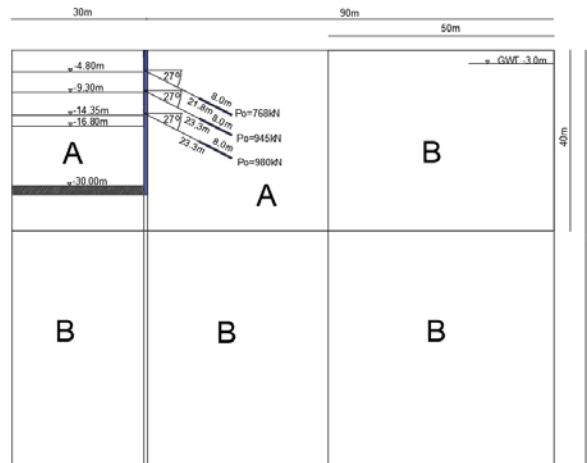 30m
90m
50m
-4.80m
-9.30m
-14.35m
-16.80m
-30.00m
GWT -3.0m
27°
8.0m
21.8m
Po=768kN
27°
8.0m
23.3m
Po=945kN
27°
8.0m
23.3m
Po=980kN
40m
A
A
B
B
B
B